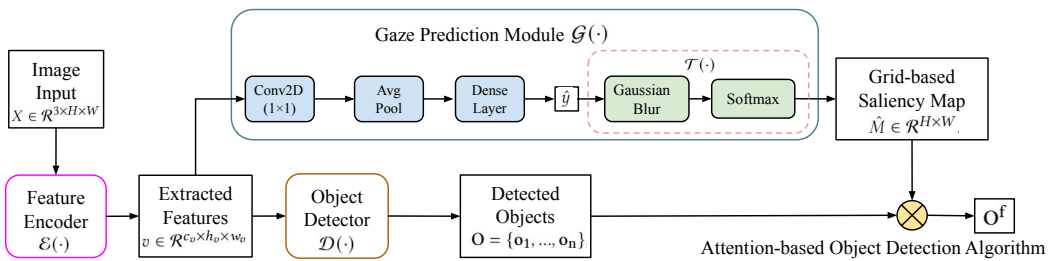 Gaze Prediction Module 𝒢(·)
Image
Input
X ∈ ℛ^{3×H×W}
𝒯(·)
Conv2D
(1×1)
Avg
Pool
Dense
Layer
ŷ
Gaussian
Blur
Softmax
Grid-based
Saliency Map
M̂ ∈ ℛ^{H×W}.
Feature
Encoder
ℰ(·)
Extracted
Features
v ∈ ℛ^{c_v×h_v×w_v}
Object
Detector
𝒟(·)
Detected
Objects
O = {o₁, ..., oₙ}
O^f
Attention-based Object Detection Algorithm